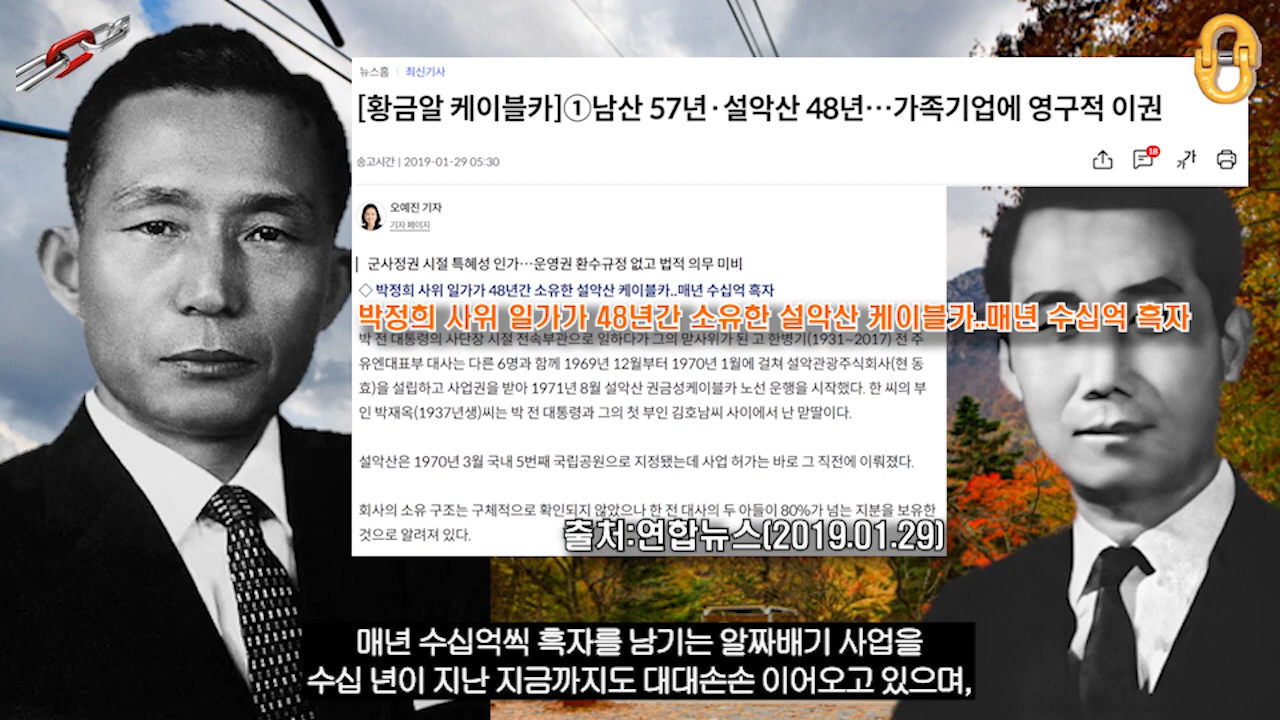 뉴스홈 | 최신기사
[황금알 케이블카]①남산 57년·설악산 48년…가족기업에 영구적 이권
송고시간 | 2019-01-29 05:30
18
가가
오예진 기자
기자 페이지
군사정권 시절 특혜성 인가…운영권 환수규정 없고 법적 의무 미비
◇ 박정희 사위 일가가 48년간 소유한 설악산 케이블카..매년 수십억 흑자
박정희 사위 일가가 48년간 소유한 설악산 케이블카..매년 수십억 흑자
박 전 대통령의 사단장 시절 전속부관으로 일하다가 그의 맏사위가 된 고 한병기(1931~2017) 전 주
유엔대표부 대사는 다른 6명과 함께 1969년 12월부터 1970년 1월에 걸쳐 설악관광주식회사(현 동
효)을 설립하고 사업권을 받아 1971년 8월 설악산 권금성케이블카 노선 운행을 시작했다. 한 씨의 부
인 박재옥(1937년생)씨는 박 전 대통령과 그의 첫 부인 김호남씨 사이에서 난 맏딸이다.
설악산은 1970년 3월 국내 5번째 국립공원으로 지정됐는데 사업 허가는 바로 그 직전에 이뤄졌다.
회사의 소유 구조는 구체적으로 확인되지 않았으나 한 전 대사의 두 아들이 80%가 넘는 지분을 보유한
것으로 알려져 있다.
출처:연합뉴스(2019.01.29)
매년 수십억씩 흑자를 남기는 알짜배기 사업을
수십 년이 지난 지금까지도 대대손손 이어오고 있으며,